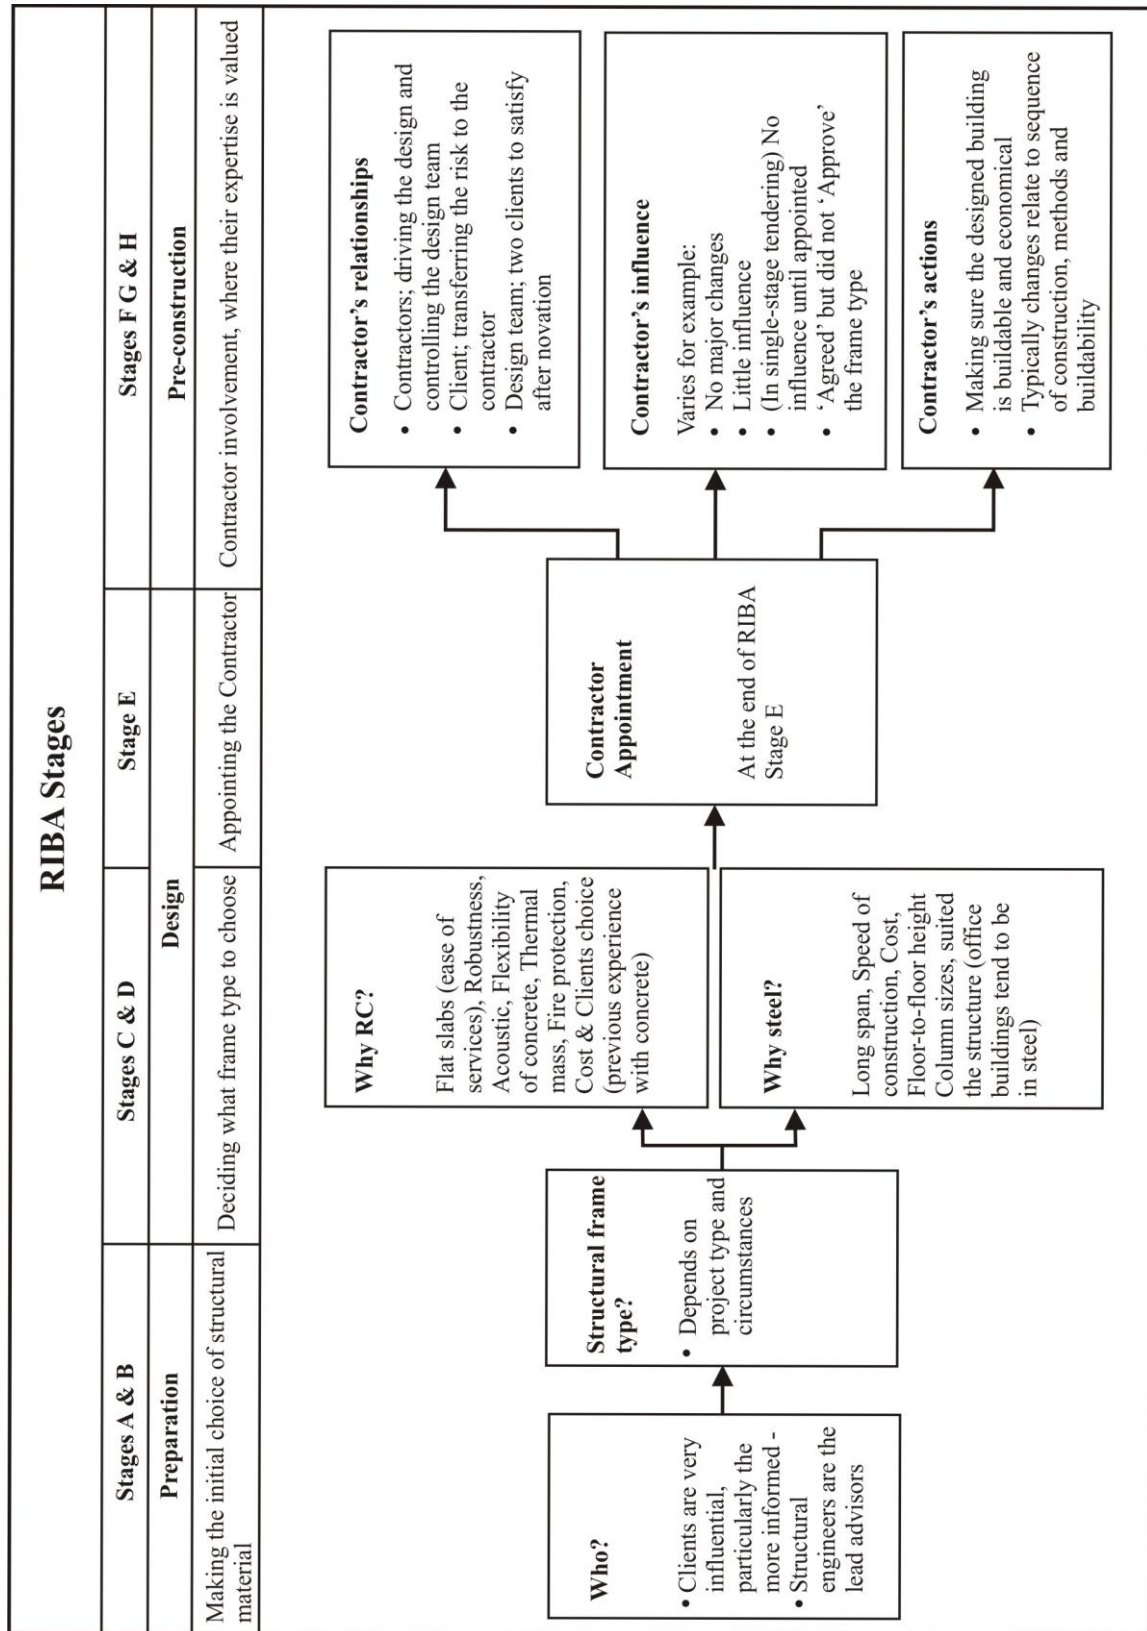 RIBA Stages
Stages A & B
Stages C & D
Stage E
Stages F G & H
Preparation
Design
Pre-construction
Making the initial choice of structural
material
Deciding what frame type to choose
Appointing the Contractor
Contractor involvement, where their expertise is valued
Who?
• Clients are very
influential,
particularly the
more informed -
• Structural
engineers are the
lead advisors
Structural frame
type?
• Depends on
project type and
circumstances
Why RC?
Flat slabs (ease of
services), Robustness,
Acoustic, Flexibility
of concrete, Thermal
mass, Fire protection,
Cost & Clients choice
(previous experience
with concrete)
Why steel?
Long span, Speed of
construction, Cost,
Floor-to-floor height
Column sizes, suited
the structure (office
buildings tend to be
in steel)
Contractor
Appointment
At the end of RIBA
Stage E
Contractor's relationships
• Contractors; driving the design and
controlling the design team
• Client; transferring the risk to the
contractor
• Design team; two clients to satisfy
after novation
Contractor's influence
Varies for example:
• No major changes
• Little influence
• (In single-stage tendering) No
influence until appointed
• 'Agreed' but did not 'Approve'
the frame type
Contractor's actions
• Making sure the designed building
is buildable and economical
• Typically changes relate to sequence
of construction, methods and
buildability